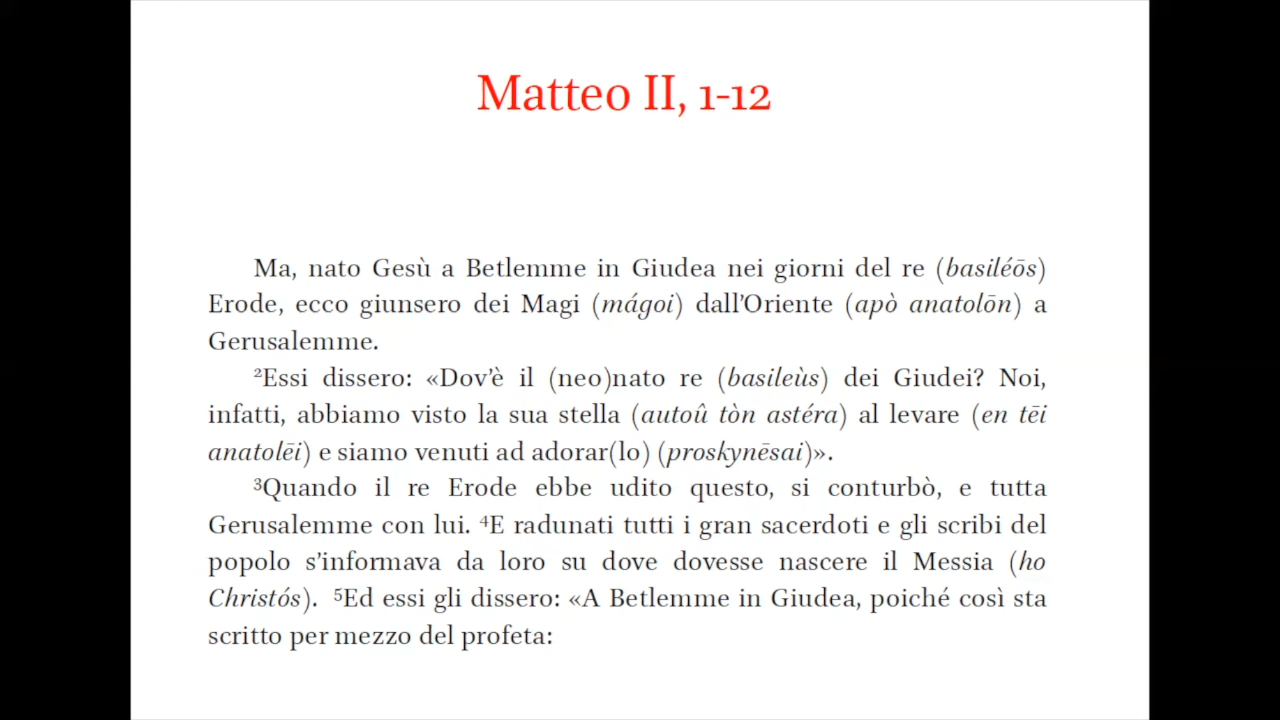 Matteo II, 1-12
Ma, nato Gesù a Betlemme in Giudea nei giorni del re (basiléōs)
Erode, ecco giunsero dei Magi (mágoi) dall’Oriente (apò anatolōn) a
Gerusalemme.
²Essi dissero: «Dov’è il (neo)nato re (basileùs) dei Giudei? Noi,
infatti, abbiamo visto la sua stella (autoû tòn astéra) al levare (en tēi
anatolēi) e siamo venuti ad adorar(lo) (proskynēsai)».
³Quando il re Erode ebbe udito questo, si conturbò, e tutta
Gerusalemme con lui. ⁴E radunati tutti i gran sacerdoti e gli scribi del
popolo s’informava da loro su dove dovesse nascere il Messia (ho
Christós). ⁵Ed essi gli dissero: «A Betlemme in Giudea, poiché così sta
scritto per mezzo del profeta: